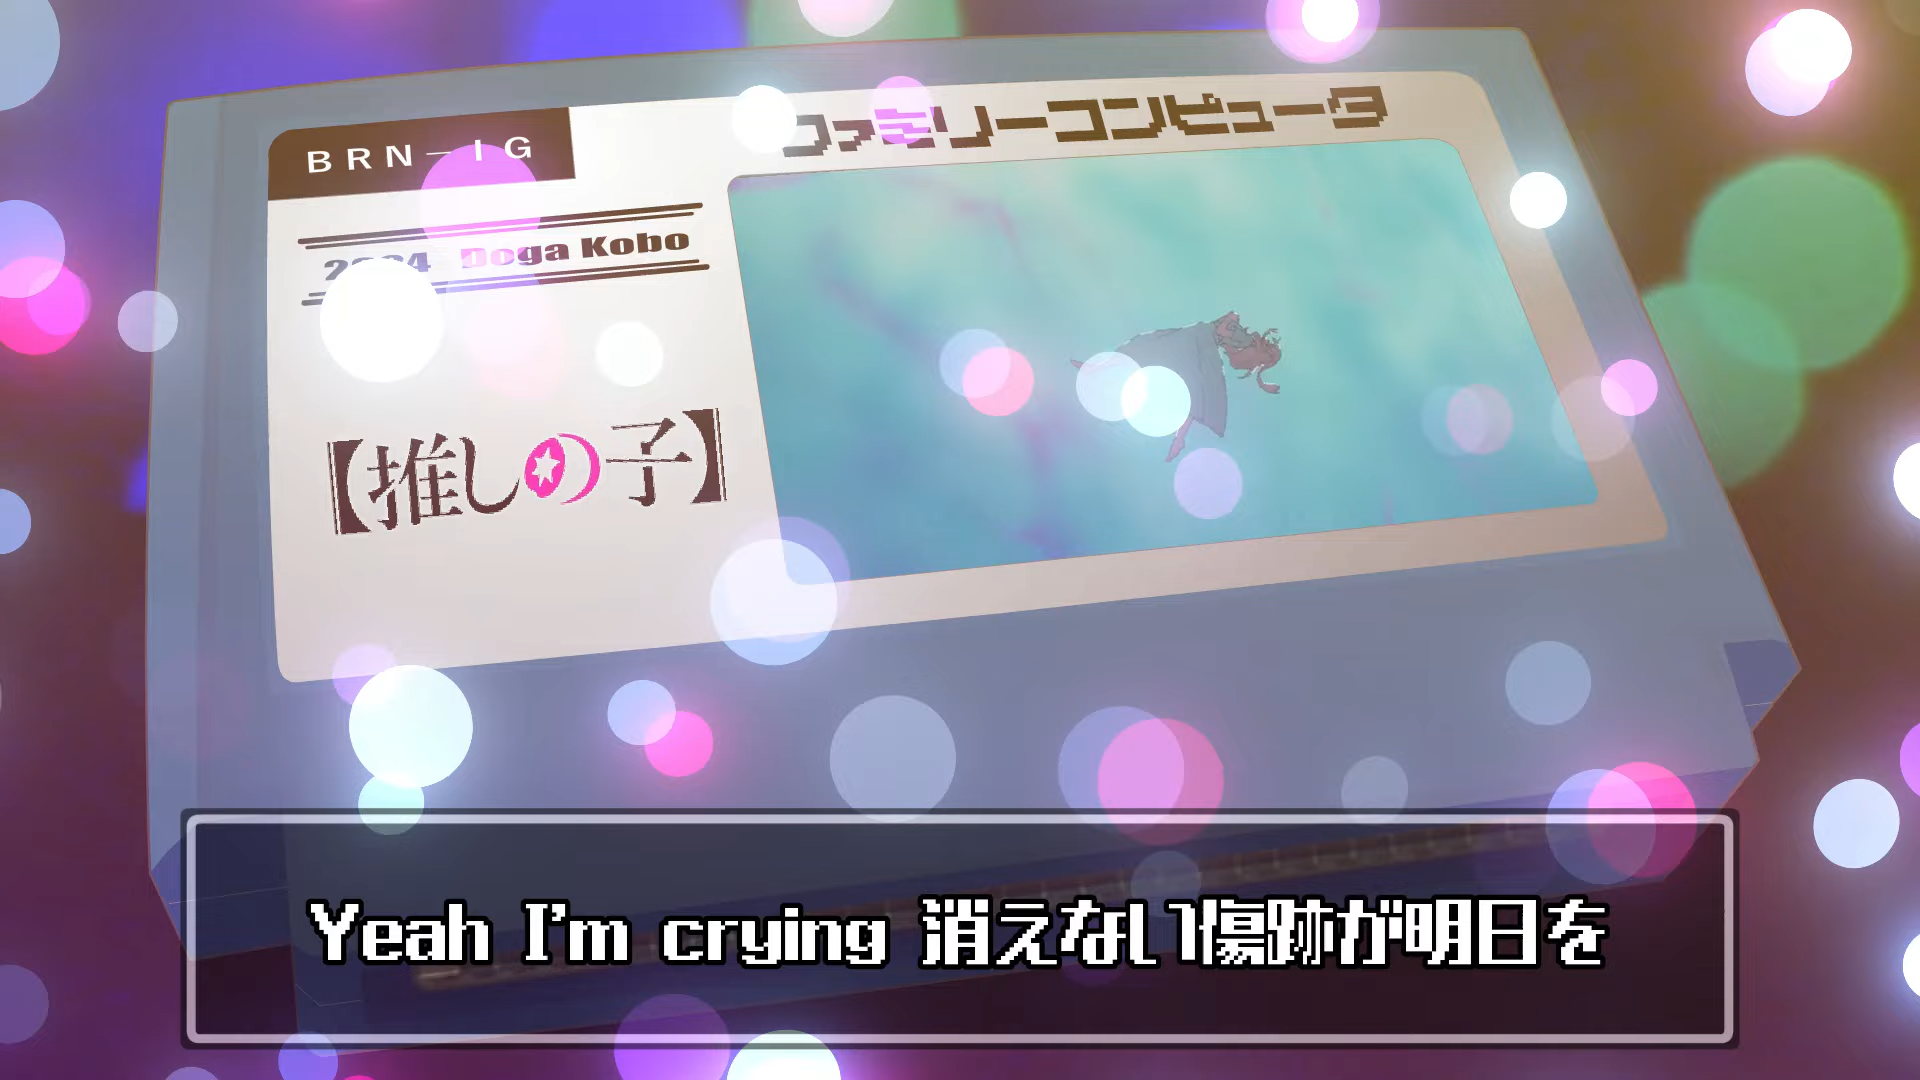 BRN-IG
ファミリーコンピュータ
Doga Kobo
【推しの子】
Yeah I'm crying 消えない傷跡が明日を